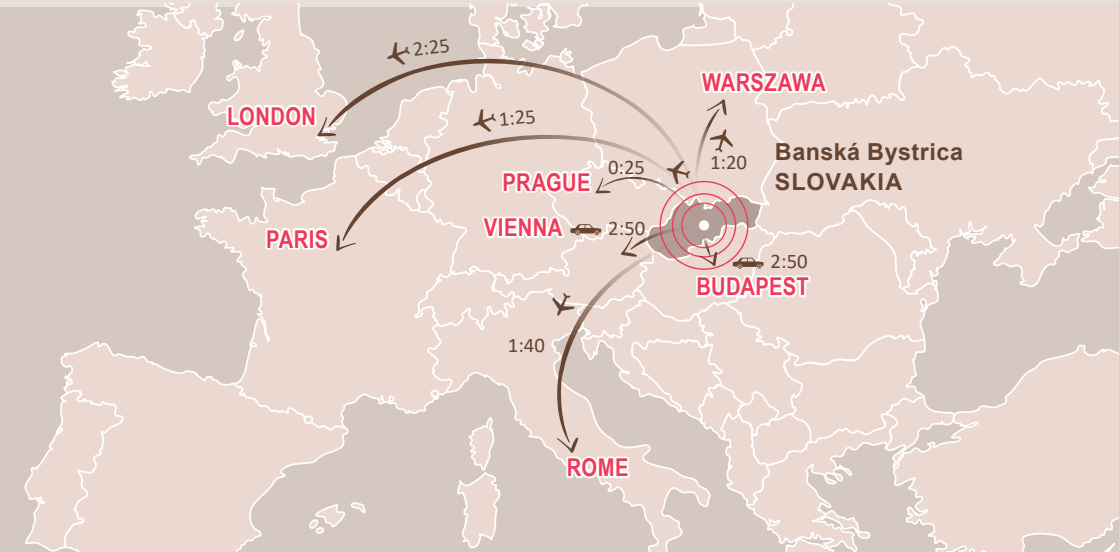 2:25
WARSZAWA
LONDON
1:25
Banská Bystrica
SLOVAKIA
1:20
0:25
PRAGUE
VIENNA
2:50
PARIS
2:50
BUDAPEST
1:40
ROME